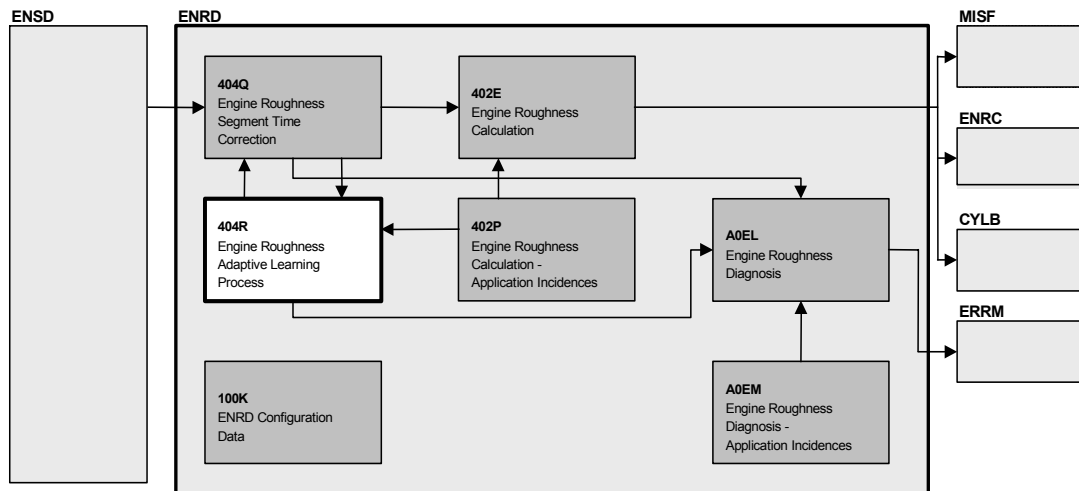 ENSD
ENRD
MISF
404Q
Engine Roughness
Segment Time
Correction
402E
Engine Roughness
Calculation
ENRC
404R
Engine Roughness
Adaptive Learning
Process
402P
Engine Roughness
Calculation -
Application Incidences
A0EL
Engine Roughness
Diagnosis
CYLB
ERRM
100K
ENRD Configuration
Data
A0EM
Engine Roughness
Diagnosis -
Application Incidences